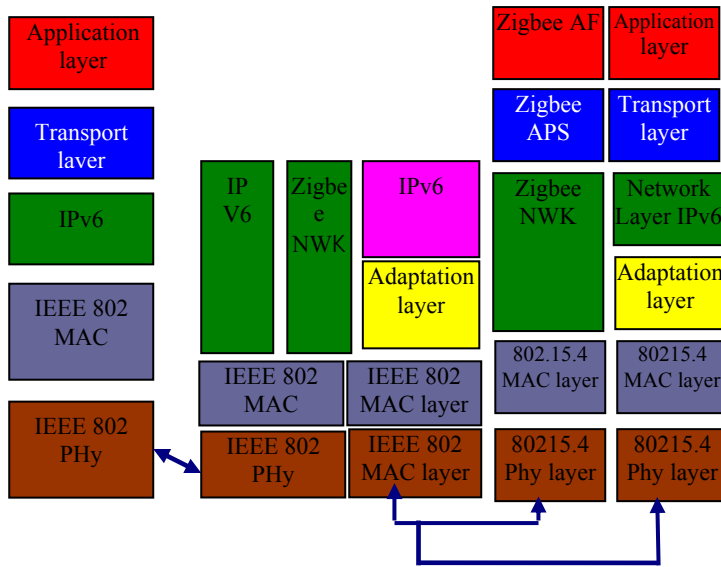 Application
layer
Transport
laver
IPv6
IEEE 802
MAC
IEEE 802
PHy
IP
V6
Zigbe
e
NWK
IPv6
Adaptation
layer
IEEE 802
MAC
IEEE 802
MAC layer
IEEE 802
PHy
IEEE 802
MAC layer
Zigbee AF
Zigbee
APS
Zigbee
NWK
802.15.4
MAC layer
80215.4
Phy layer
Application
layer
Transport
layer
Network
Layer IPv6
Adaptation
layer
80215.4
MAC layer
80215.4
Phy layer